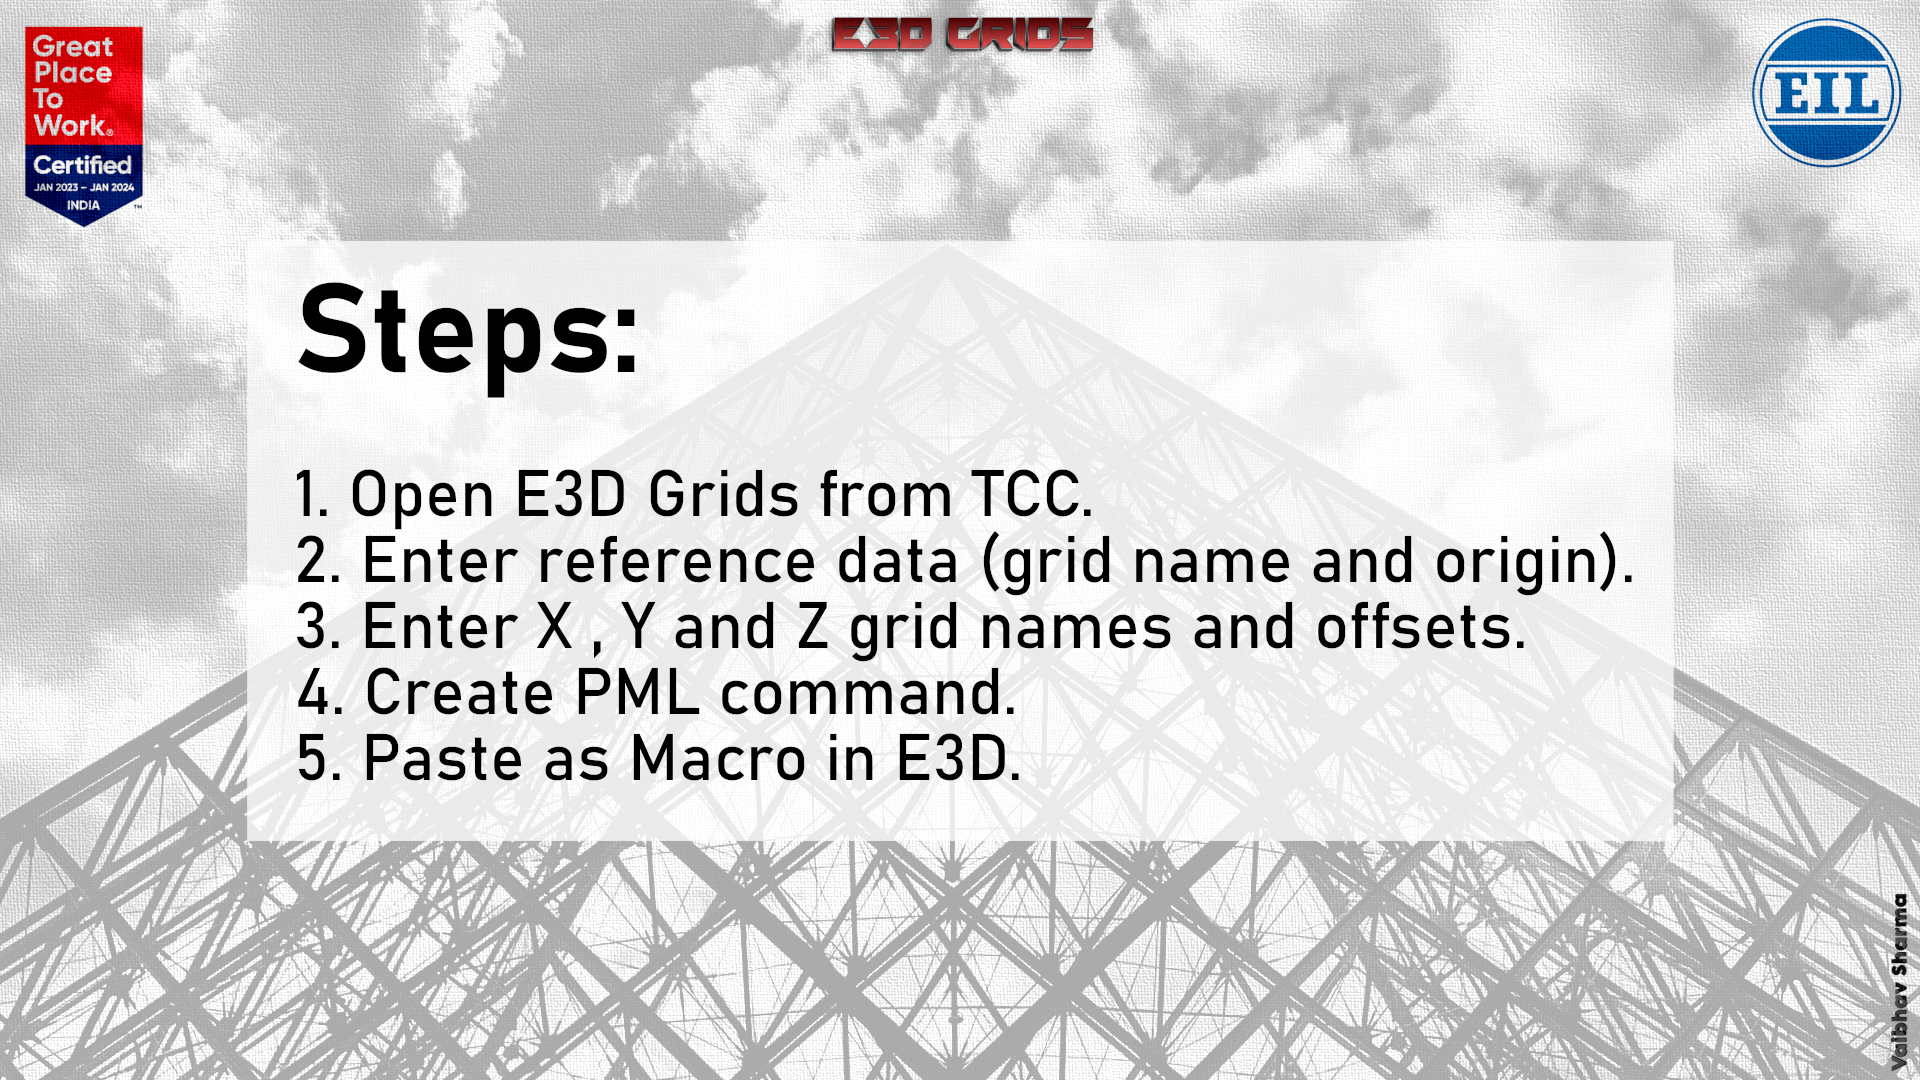 Great
Place
To
Work®
Certified
JAN 2023 – JAN 2024
INDIA
™
E3D GRIDS
EIL
Steps:
1. Open E3D Grids from TCC.
2. Enter reference data (grid name and origin).
3. Enter X , Y and Z grid names and offsets.
4. Create PML command.
5. Paste as Macro in E3D.
Vaibhav Sharma